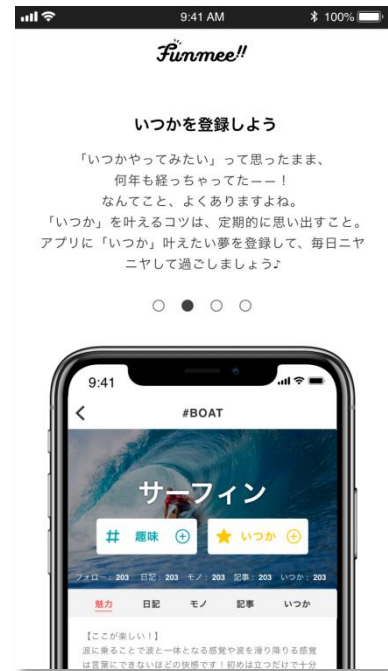 9:41 AM
100%
Funmee!!
いつかを登録しよう
「いつかやってみたい」って思ったまま、
何年も経っちゃってたーー!
なんてこと、よくありますよね。
「いつか」を叶えるコツは、定期的に思い出すこと。
アプリに「いつか」叶えたい夢を登録して、毎日ニヤ
ニヤして過ごしましょう♪
9:41
#BOAT
サーフィン
# 趣味
いつか
フォロー:203 日記:203 モノ:203 記事:203 いつか:203
魅力 日記 モノ 記事 いつか
【ここが楽しい!】
波に乗ることで波と一体となる感覚や波を滑り降りる感覚
は言葉にできないほどの快感です!初めは立つだけで十分